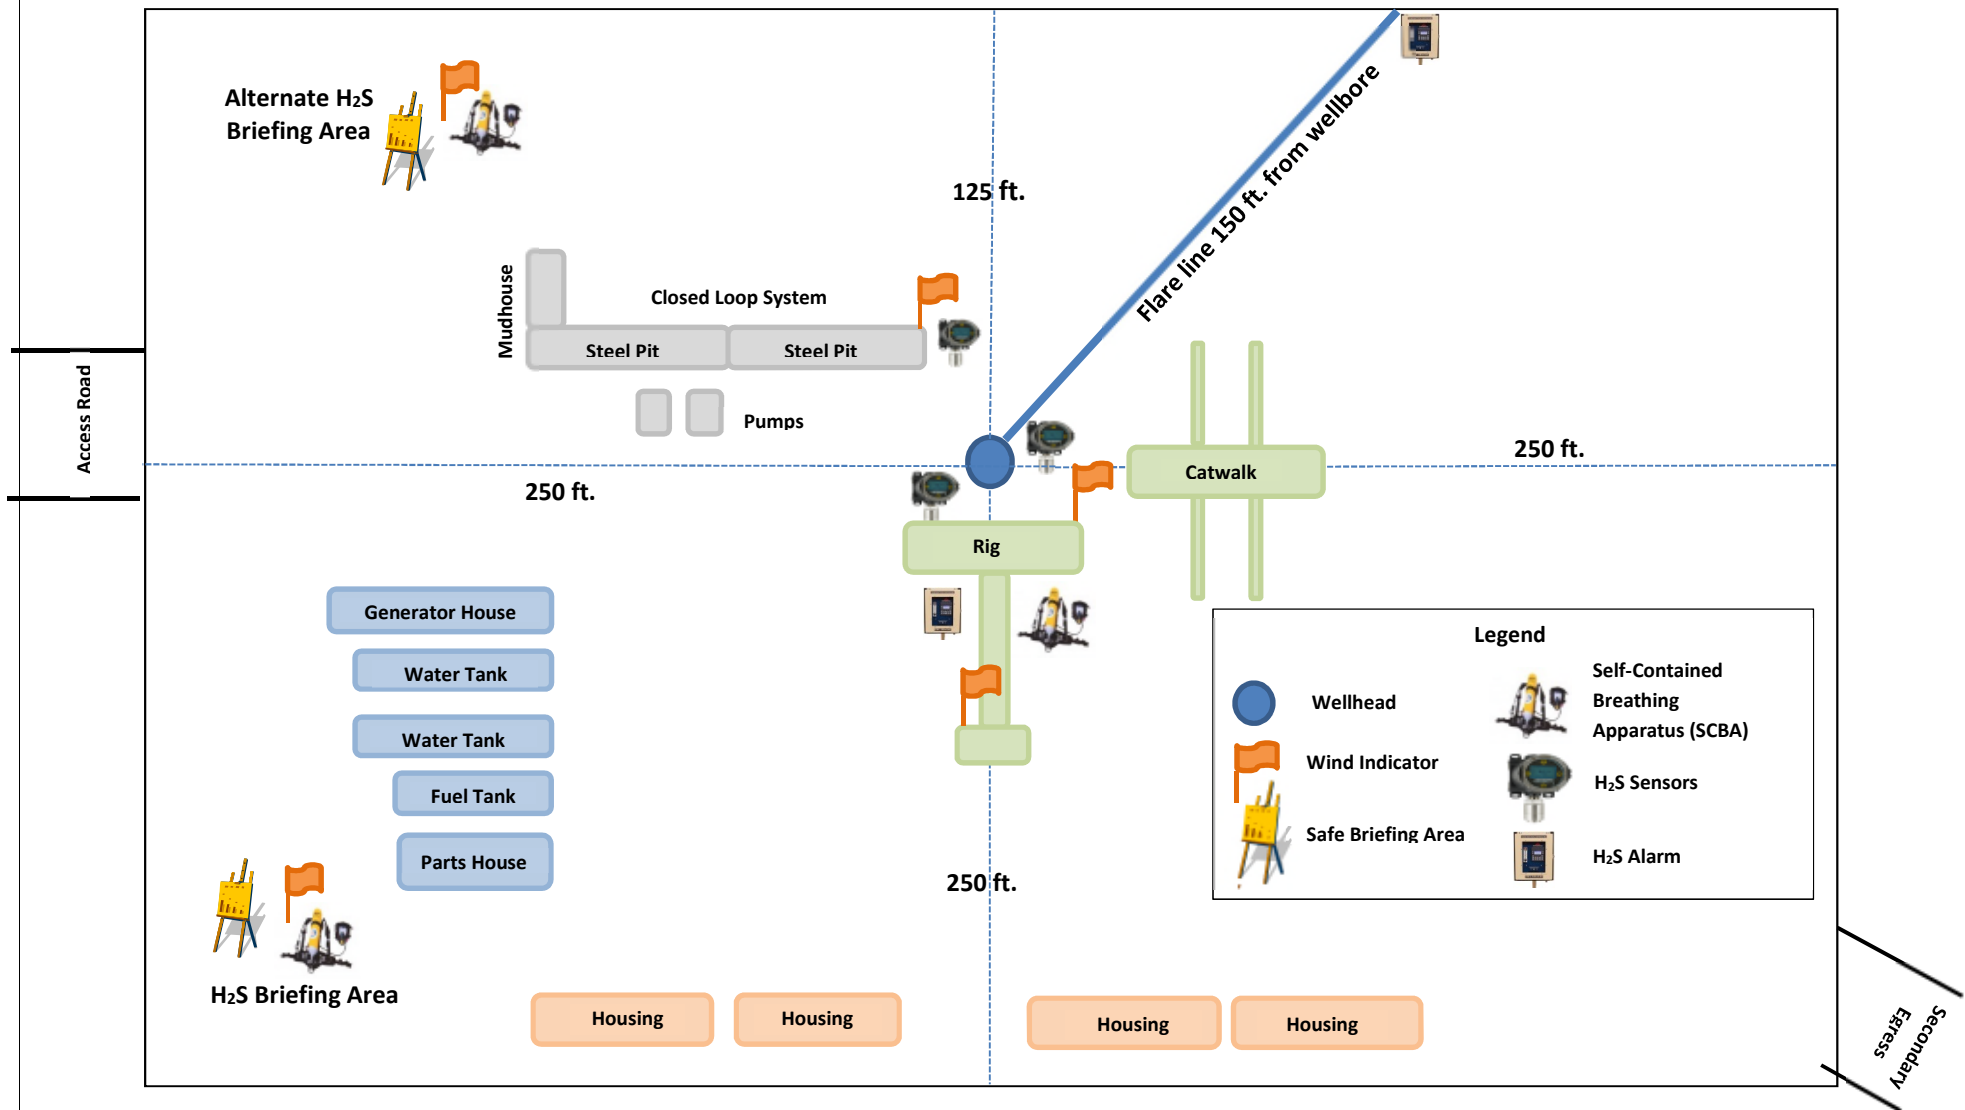 Alternate H2S
Briefing Area
125 ft.
Flare line 150 ft. from wellbore
Mudhouse
Closed Loop System
Steel Pit
Steel Pit
Pumps
Access Road
250 ft.
250 ft.
Catwalk
Rig
Generator House
Water Tank
Water Tank
Fuel Tank
Parts House
250 ft.
H2S Briefing Area
Housing
Housing
Housing
Housing
Legend
Wellhead
Wind Indicator
Safe Briefing Area
Self-Contained
Breathing
Apparatus (SCBA)
H2S Sensors
H2S Alarm
Secondary
Egress